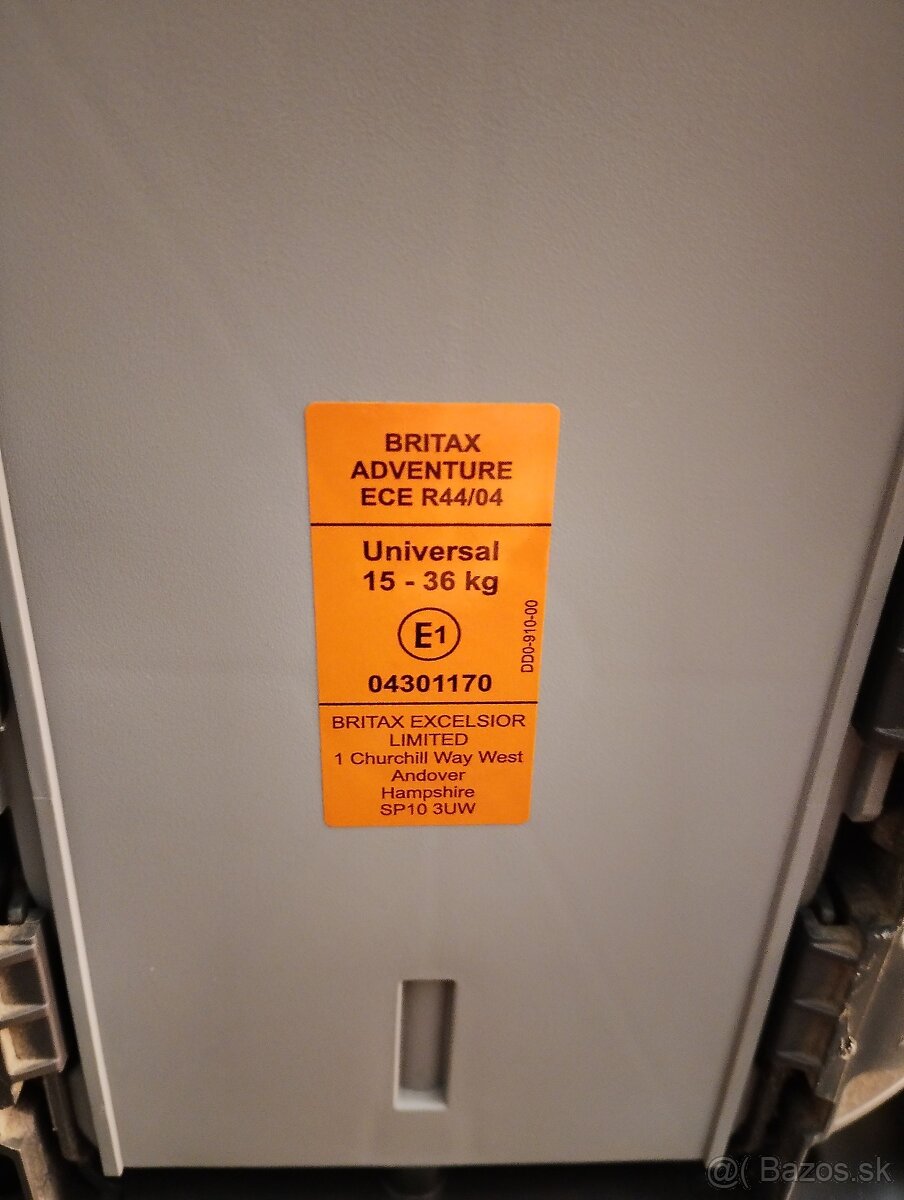 BRITAX
ADVENTURE
ECE R44/04
Universal
15 - 36 kg
E1
04301170
DD0-910-00
BRITAX EXCELSIOR
LIMITED
1 Churchill Way West
Andover
Hampshire
SP10 3UW
@( Bazos.sk